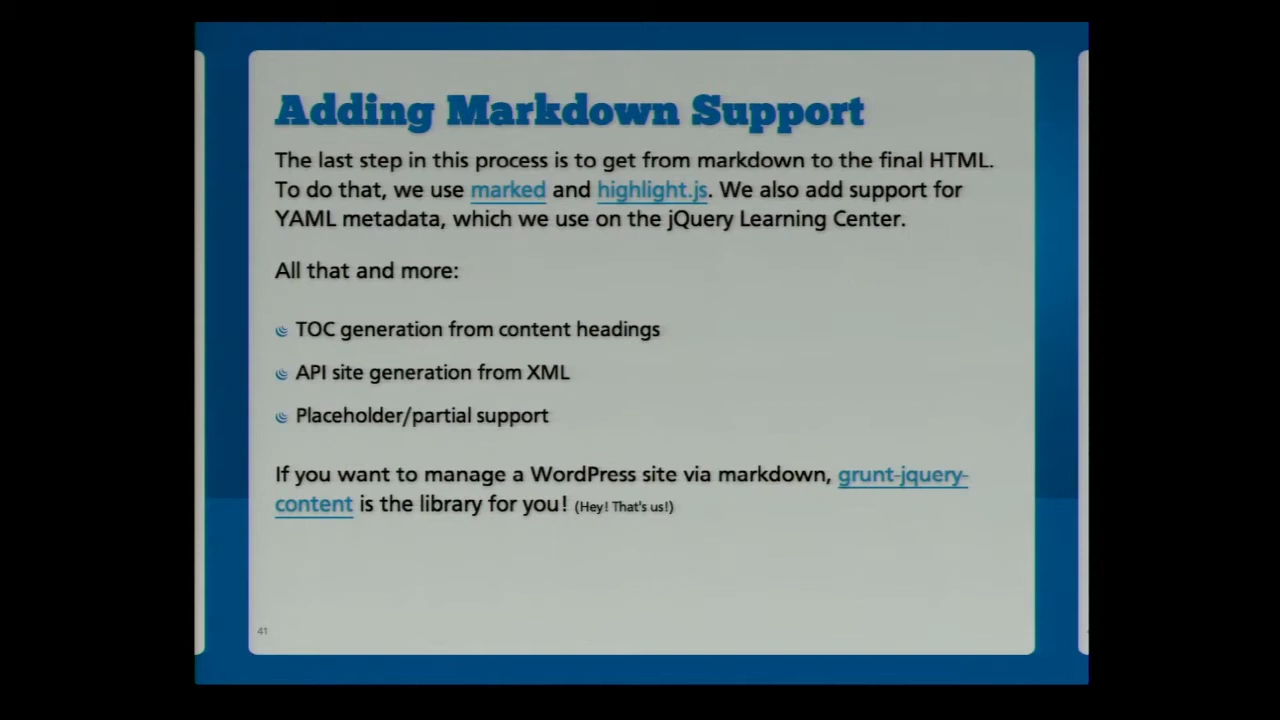 Adding Markdown Support
The last step in this process is to get from markdown to the final HTML.
To do that, we use marked and highlight.js. We also add support for
YAML metadata, which we use on the jQuery Learning Center.
All that and more:
TOC generation from content headings
API site generation from XML
Placeholder/partial support
If you want to manage a WordPress site via markdown, grunt-jquery-
content is the library for you! (Hey! That's us!)
41